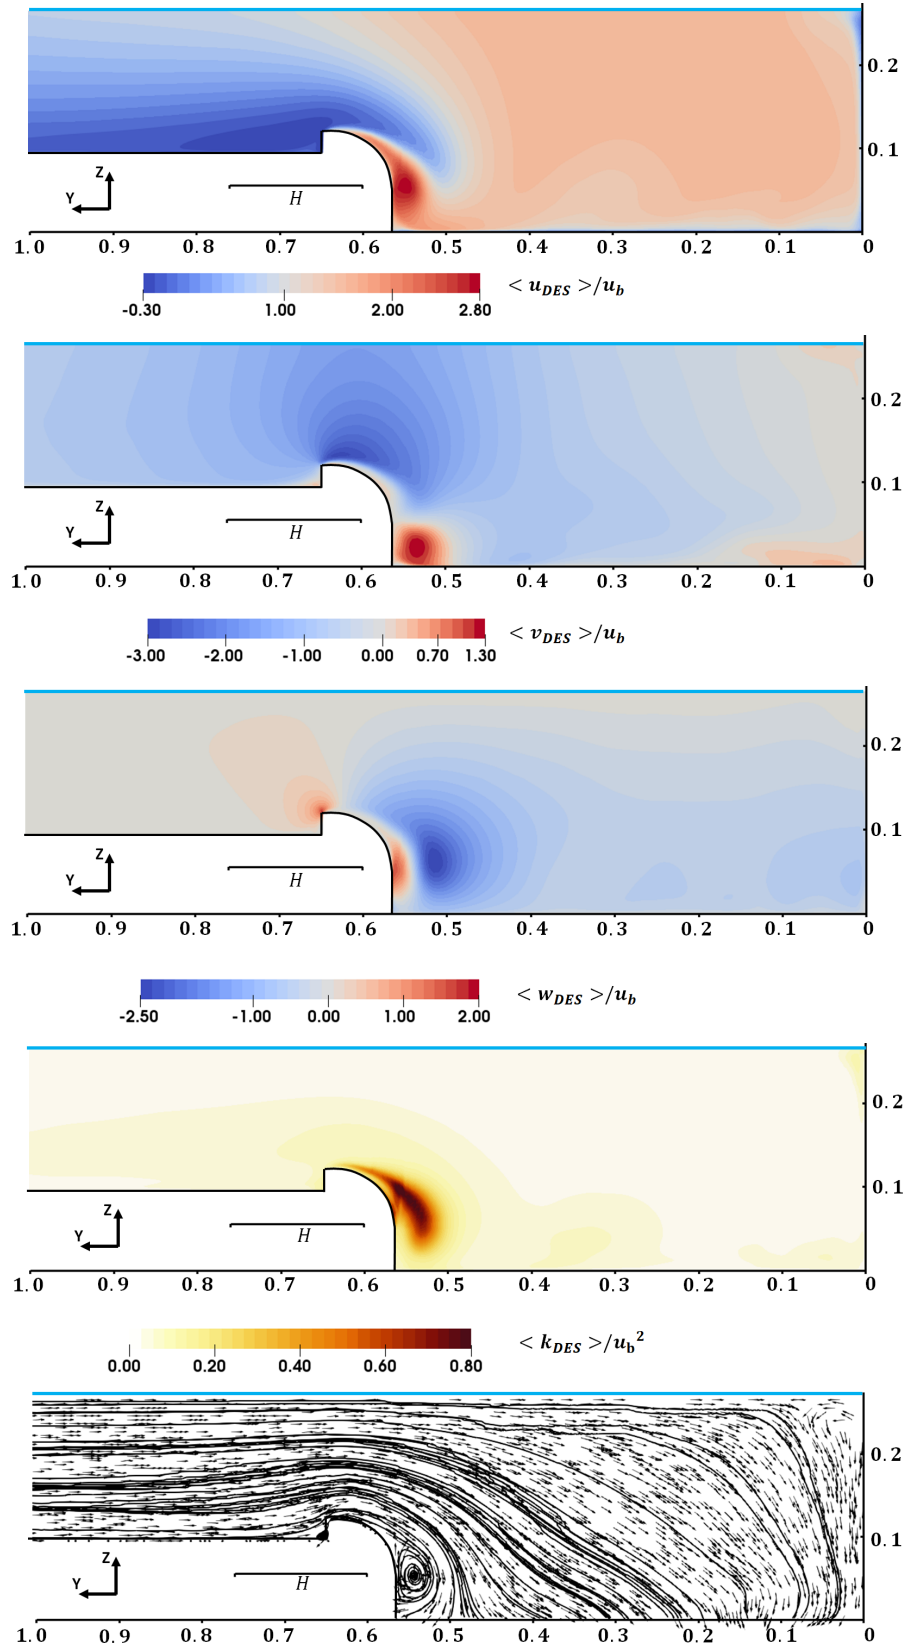 0.2
0.1
Z
Y
H
1.0 0.9 0.8 0.7 0.6 0.5 0.4 0.3 0.2 0.1 0
-0.30 1.00 2.00 2.80
< u_DES >/u_b
0.2
0.1
Z
Y
H
1.0 0.9 0.8 0.7 0.6 0.5 0.4 0.3 0.2 0.1 0
-3.00 -2.00 -1.00 0.00 0.70 1.30
< v_DES >/u_b
0.2
0.1
Z
Y
H
1.0 0.9 0.8 0.7 0.6 0.5 0.4 0.3 0.2 0.1 0
-2.50 -1.00 0.00 1.00 2.00
< w_DES >/u_b
0.2
0.1
Z
Y
H
1.0 0.9 0.8 0.7 0.6 0.5 0.4 0.3 0.2 0.1 0
0.00 0.20 0.40 0.60 0.80
< k_DES >/u_b²
0.2
0.1
Z
Y
H
1.0 0.9 0.8 0.7 0.6 0.5 0.4 0.3 0.2 0.1 0